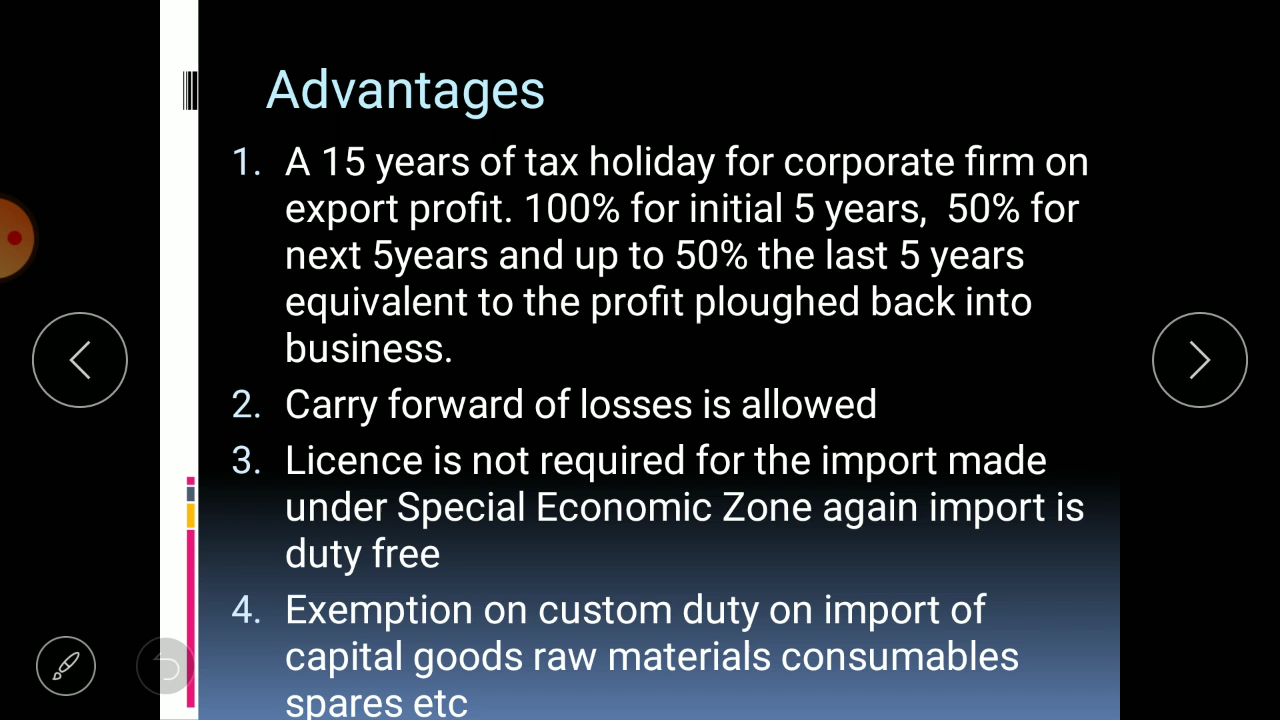 Advantages
1. A 15 years of tax holiday for corporate firm on
export profit. 100% for initial 5 years, 50% for
next 5years and up to 50% the last 5 years
equivalent to the profit ploughed back into
business.
2. Carry forward of losses is allowed
3. Licence is not required for the import made
under Special Economic Zone again import is
duty free
4. Exemption on custom duty on import of
capital goods raw materials consumables
spares etc